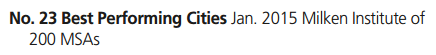 No. 23 Best Performing Cities Jan. 2015 Milken Institute of
200 MSAs